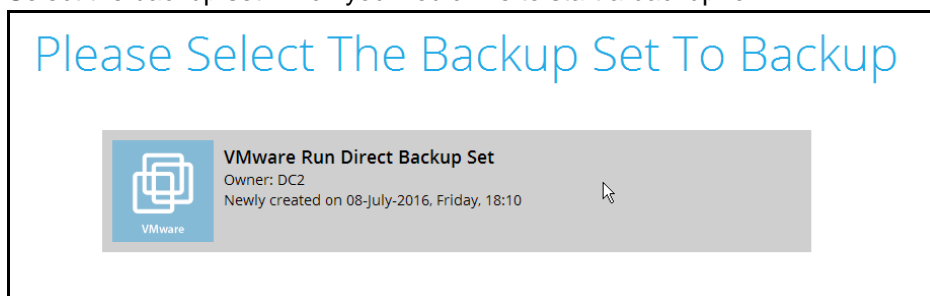 Please Select The Backup Set To Backup
VMware Run Direct Backup Set
Owner: DC2
Newly created on 08-July-2016, Friday, 18:10
VMware